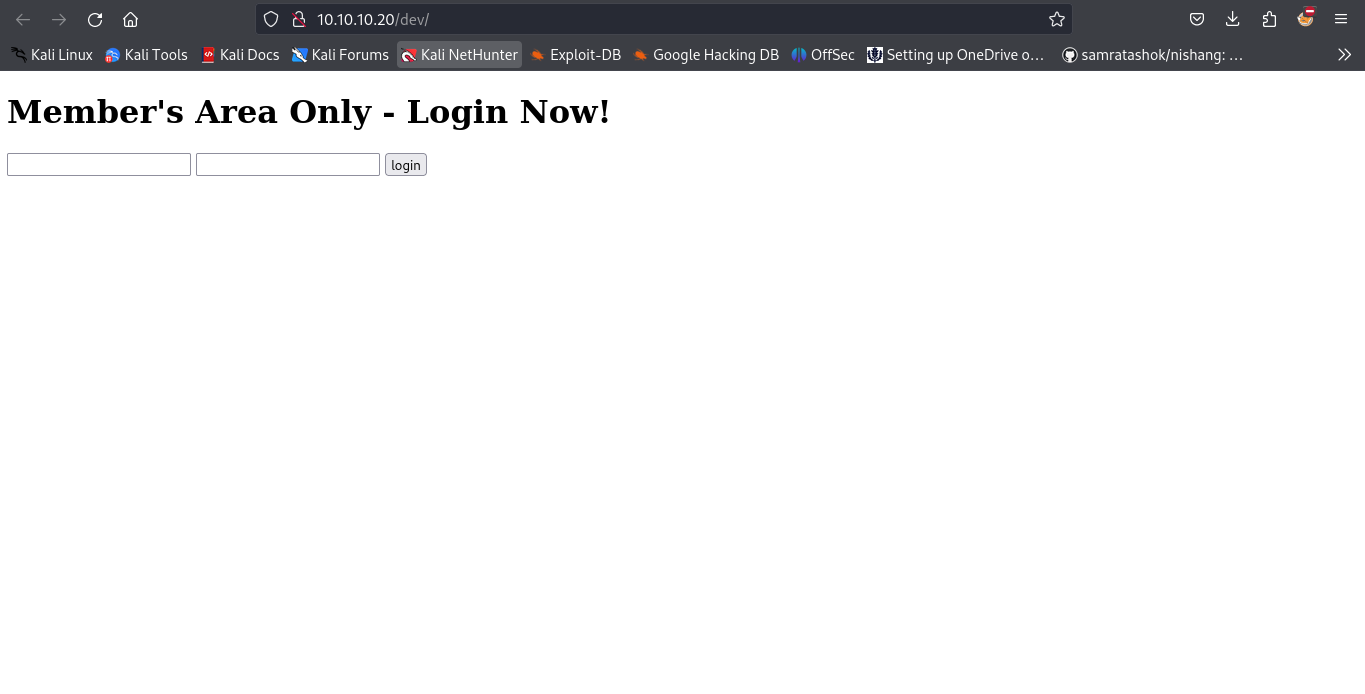 10.10.10.20/dev/
Kali Linux Kali Tools Kali Docs Kali Forums Kali NetHunter Exploit-DB Google Hacking DB OffSec Setting up OneDrive o… samratashok/nishang: …
Member's Area Only - Login Now!
login